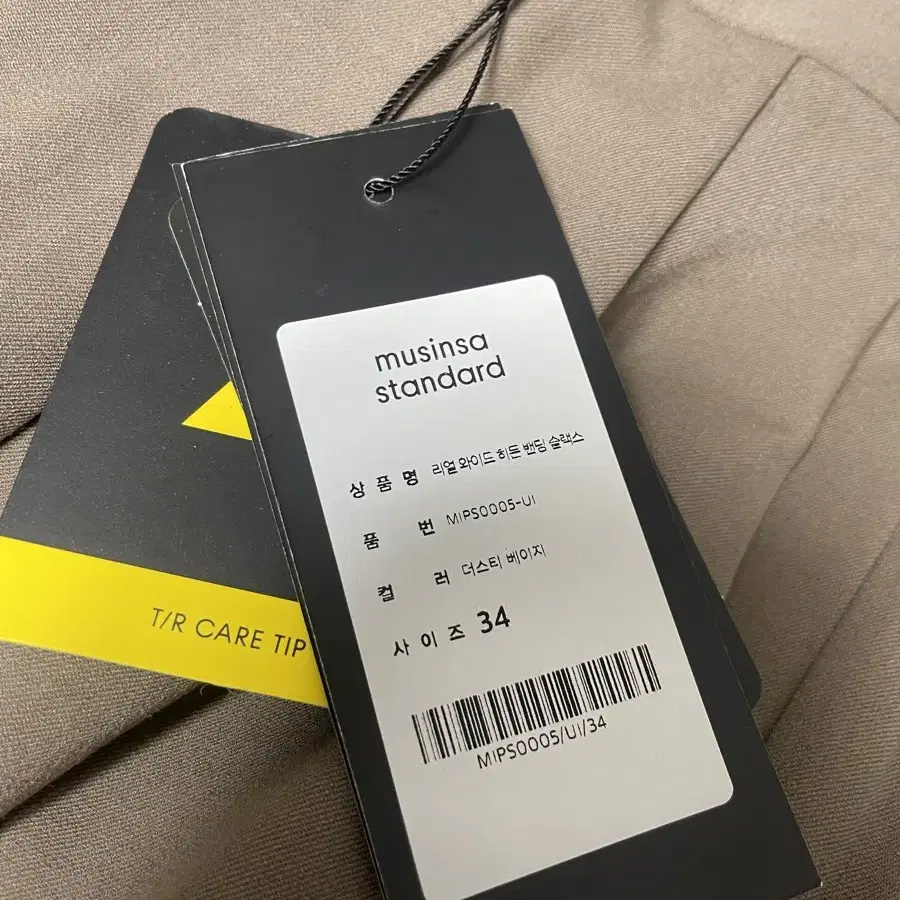 musinsa
standard
상품명 리얼 와이드 히든 밴딩 슬랙스
품번 MIPS0005-UI
컬러 더스티 베이지
사이즈 34
MIPS0005/UI/34
T/R CARE TIP